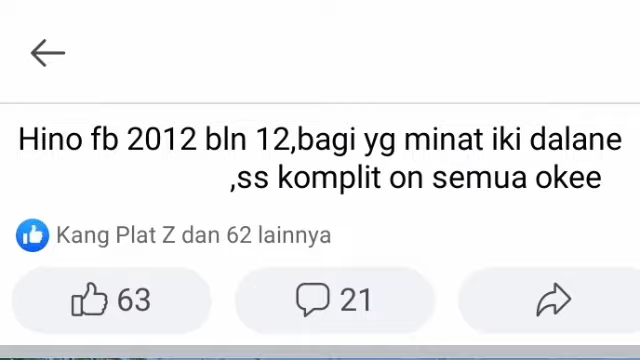 Hino fb 2012 bln 12,bagi yg minat iki dalane
,ss komplit on semua okee
Kang Plat Z dan 62 lainnya
63
21